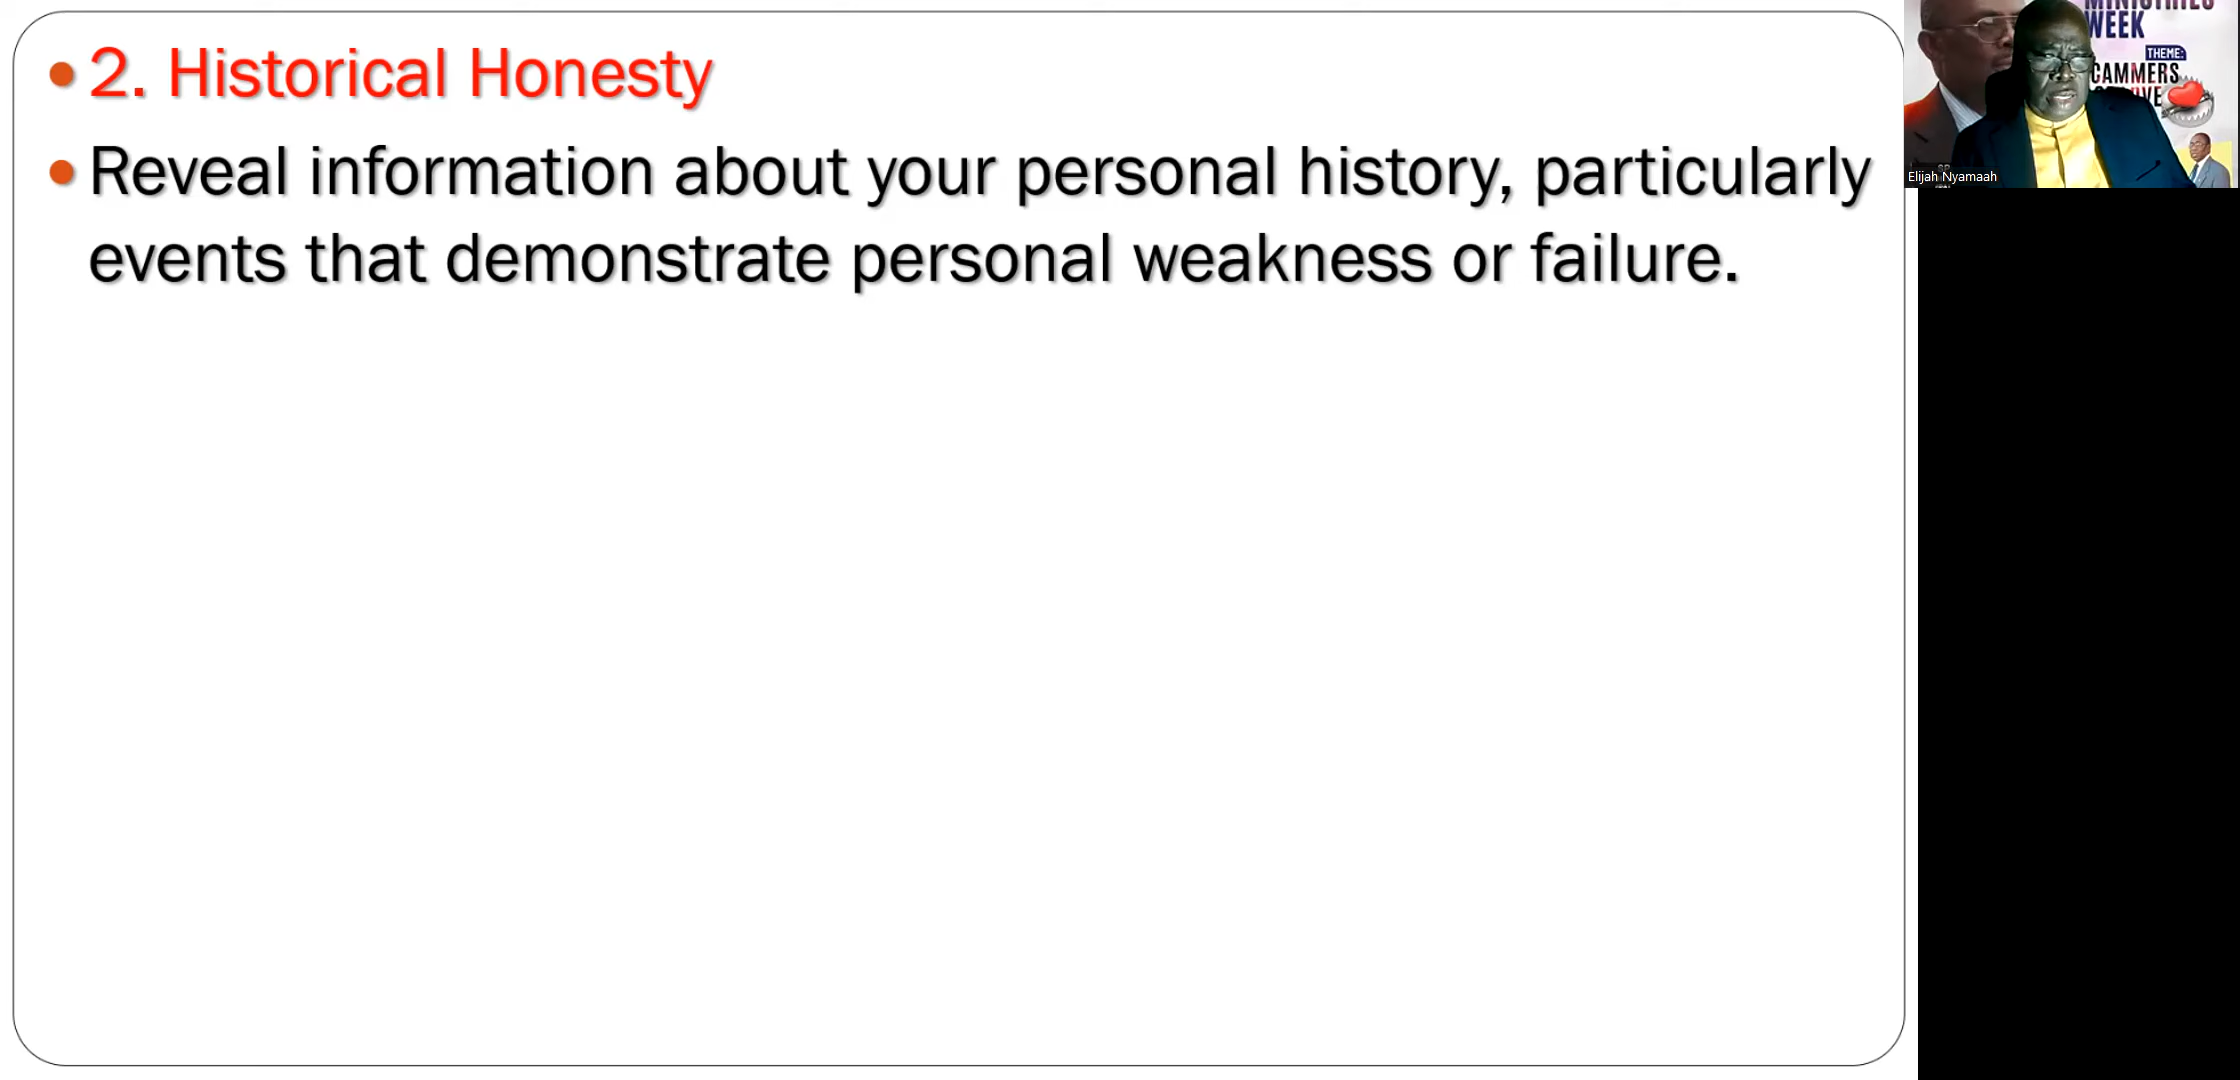 2. Historical Honesty
Reveal information about your personal history, particularly
events that demonstrate personal weakness or failure.
MINISTRIES
WEEK
THEME:
CAMMERS
Elijah Nyamaah